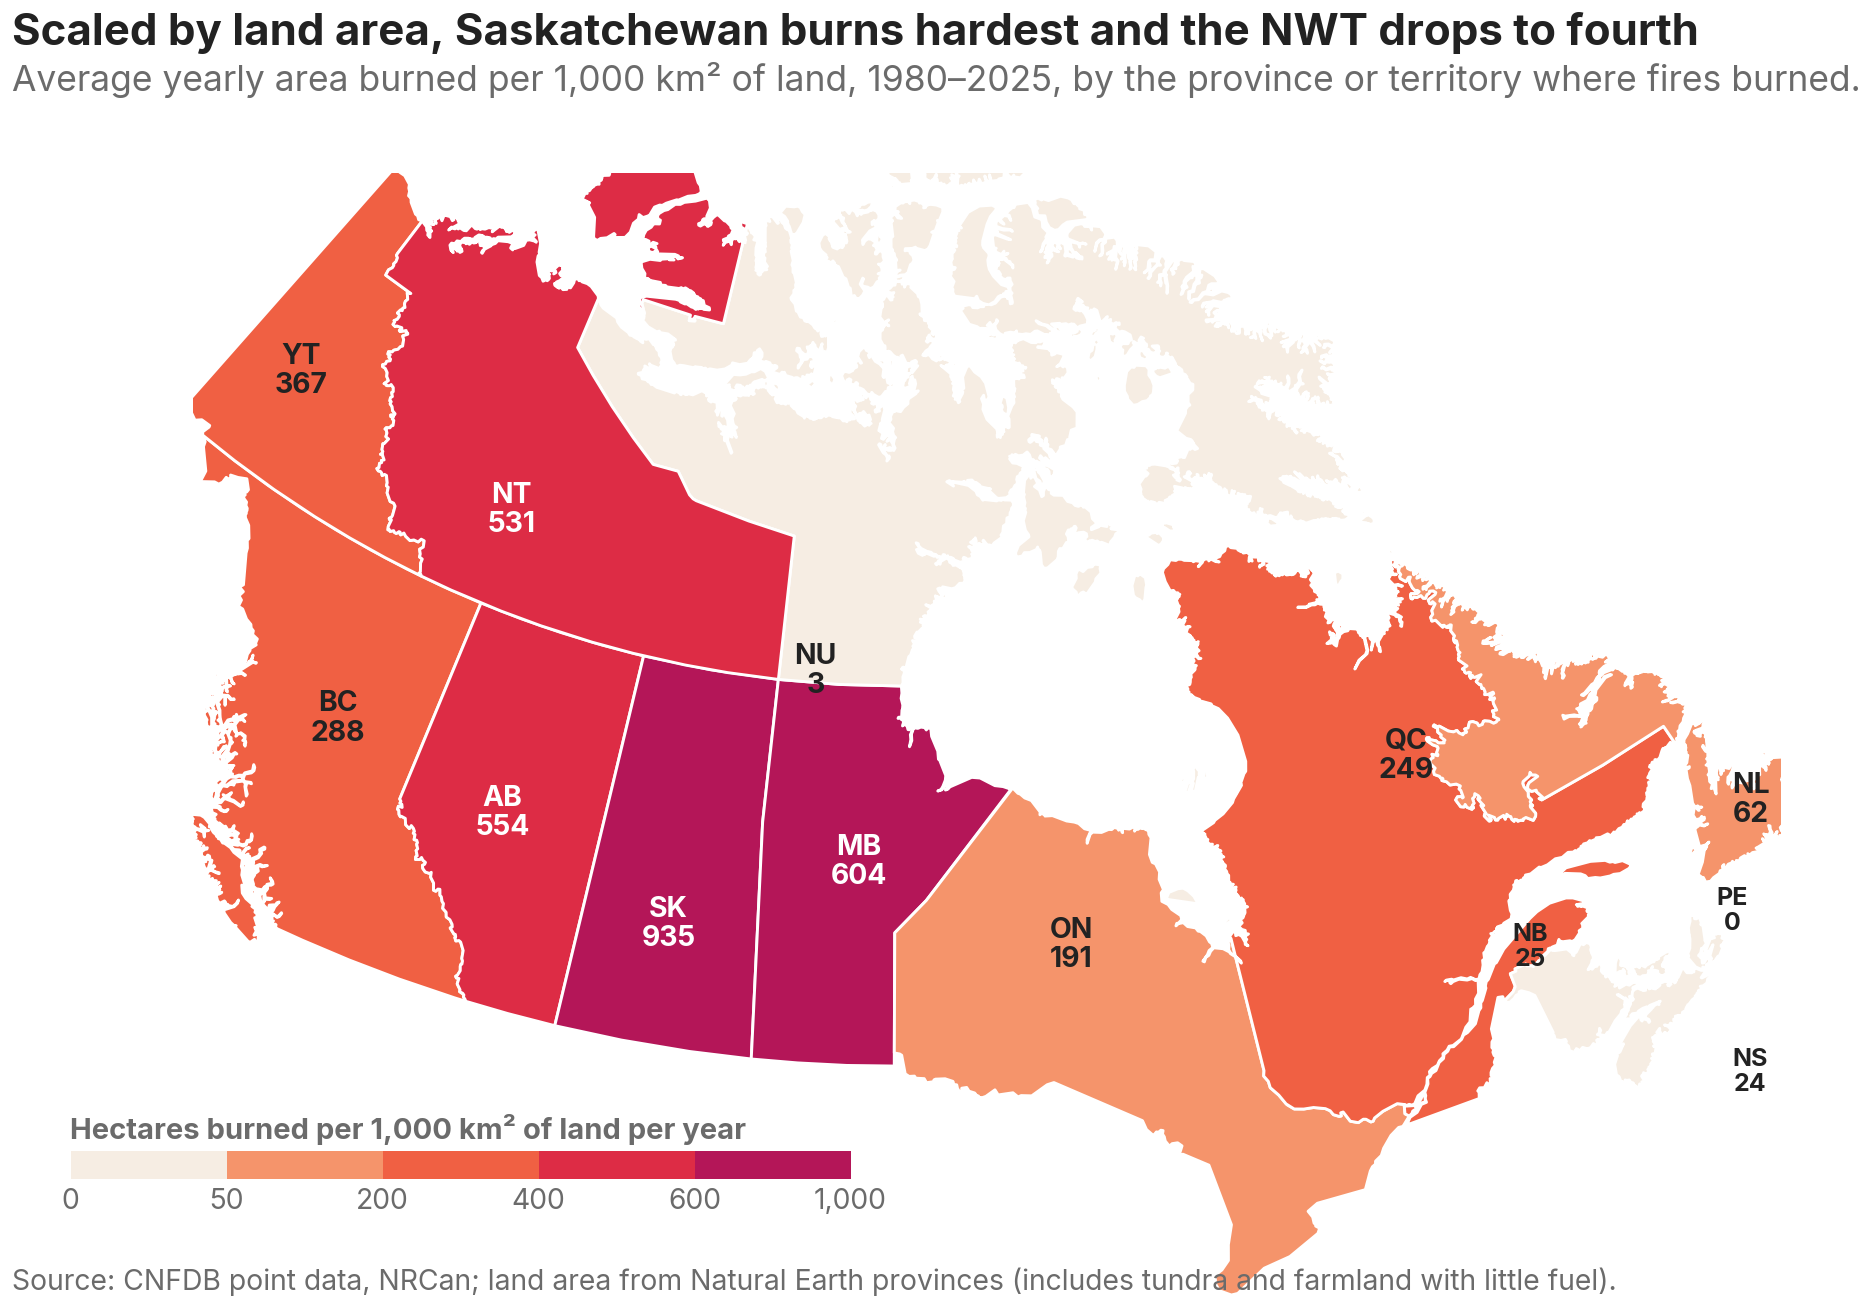 Scaled by land area, Saskatchewan burns hardest and the NWT drops to fourth
Average yearly area burned per 1,000 km² of land, 1980–2025, by the province or territory where fires burned.
YT
367
NT
531
NU
3
BC
288
AB
554
SK
935
MB
604
ON
191
QC
249
NL
62
PE
0
NB
25
NS
24
Hectares burned per 1,000 km² of land per year
0 50 200 400 600 1,000
Source: CNFDB point data, NRCan; land area from Natural Earth provinces (includes tundra and farmland with little fuel).